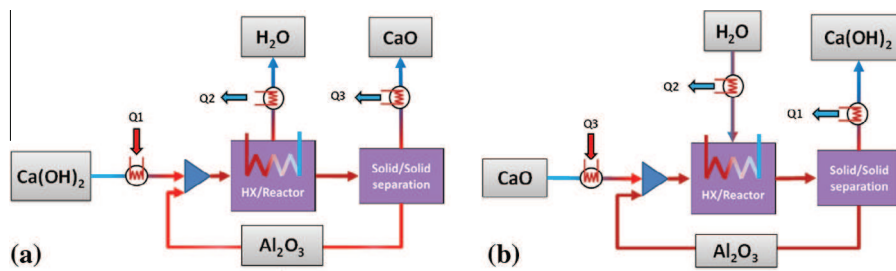 H₂O
CaO
Q2
Q3
Q1
Ca(OH)₂
HX/Reactor
Solid/Solid
separation
Al₂O₃
(a)
H₂O
Ca(OH)₂
Q2
Q1
Q3
CaO
HX/Reactor
Solid/Solid
separation
Al₂O₃
(b)